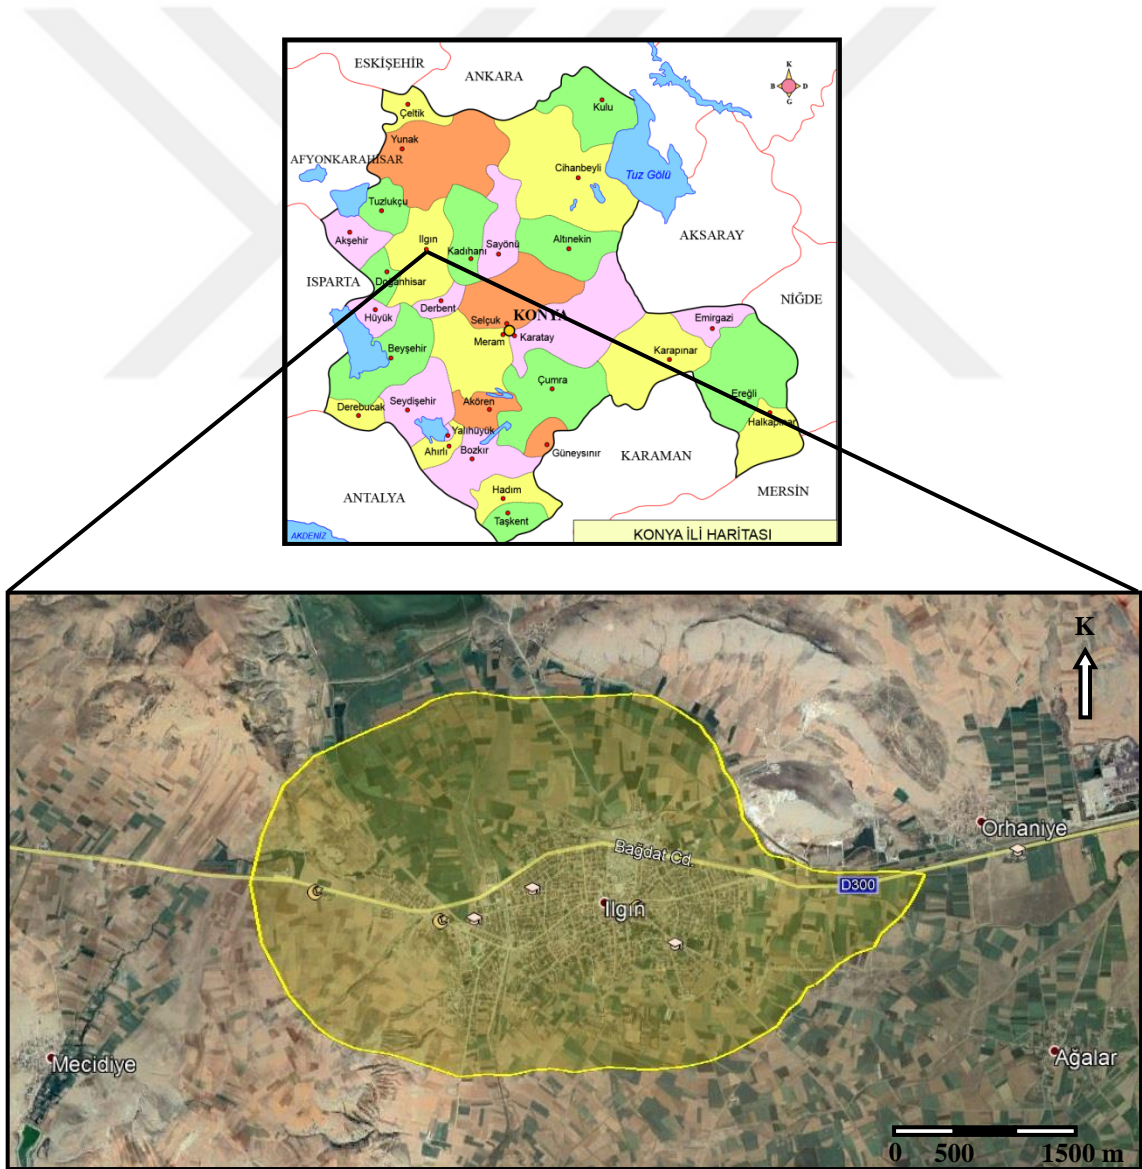 ESKİŞEHİR
ANKARA
K
B D
G
Kulu
Çeltik
Yunak
AFYONKARAHİSAR
Cihanbeyli
Tuz Gölü
Tuzlukçu
Akşehir
Ilgın
Kadıhanı
Sayönü
Altınekin
AKSARAY
ISPARTA
Doğanhisar
Derbent
NİĞDE
Hüyük
Selçuk
KONYA
Emirgazi
Meram
Karatay
Beyşehir
Karapınar
Çumra
Ereğli
Derebucak
Seydişehir
Akören
Halkapınar
Yalıhüyük
Ahırlı
Bozkır
Güneysınır
KARAMAN
ANTALYA
Hadım
MERSİN
Taşkent
AKDENİZ
KONYA İLİ HARİTASI
K
Orhaniye
Bağdat Cd.
D300
Ilgın
Mecidiye
Ağalar
0 500 1500 m